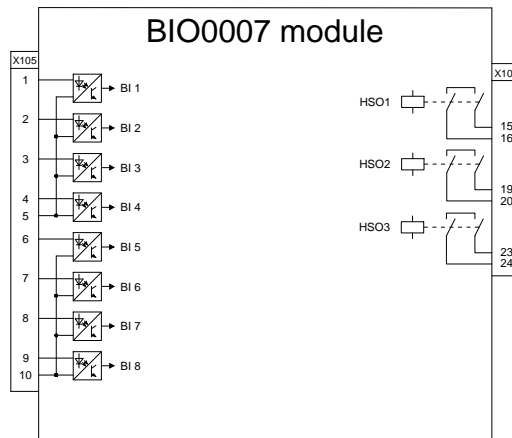 BIO0007 module
X105
1
BI 1
2
BI 2
3
BI 3
4
5
BI 4
6
BI 5
7
BI 6
8
BI 7
9
10
BI 8
X10
HSO1
15
16
HSO2
19
20
HSO3
23
24